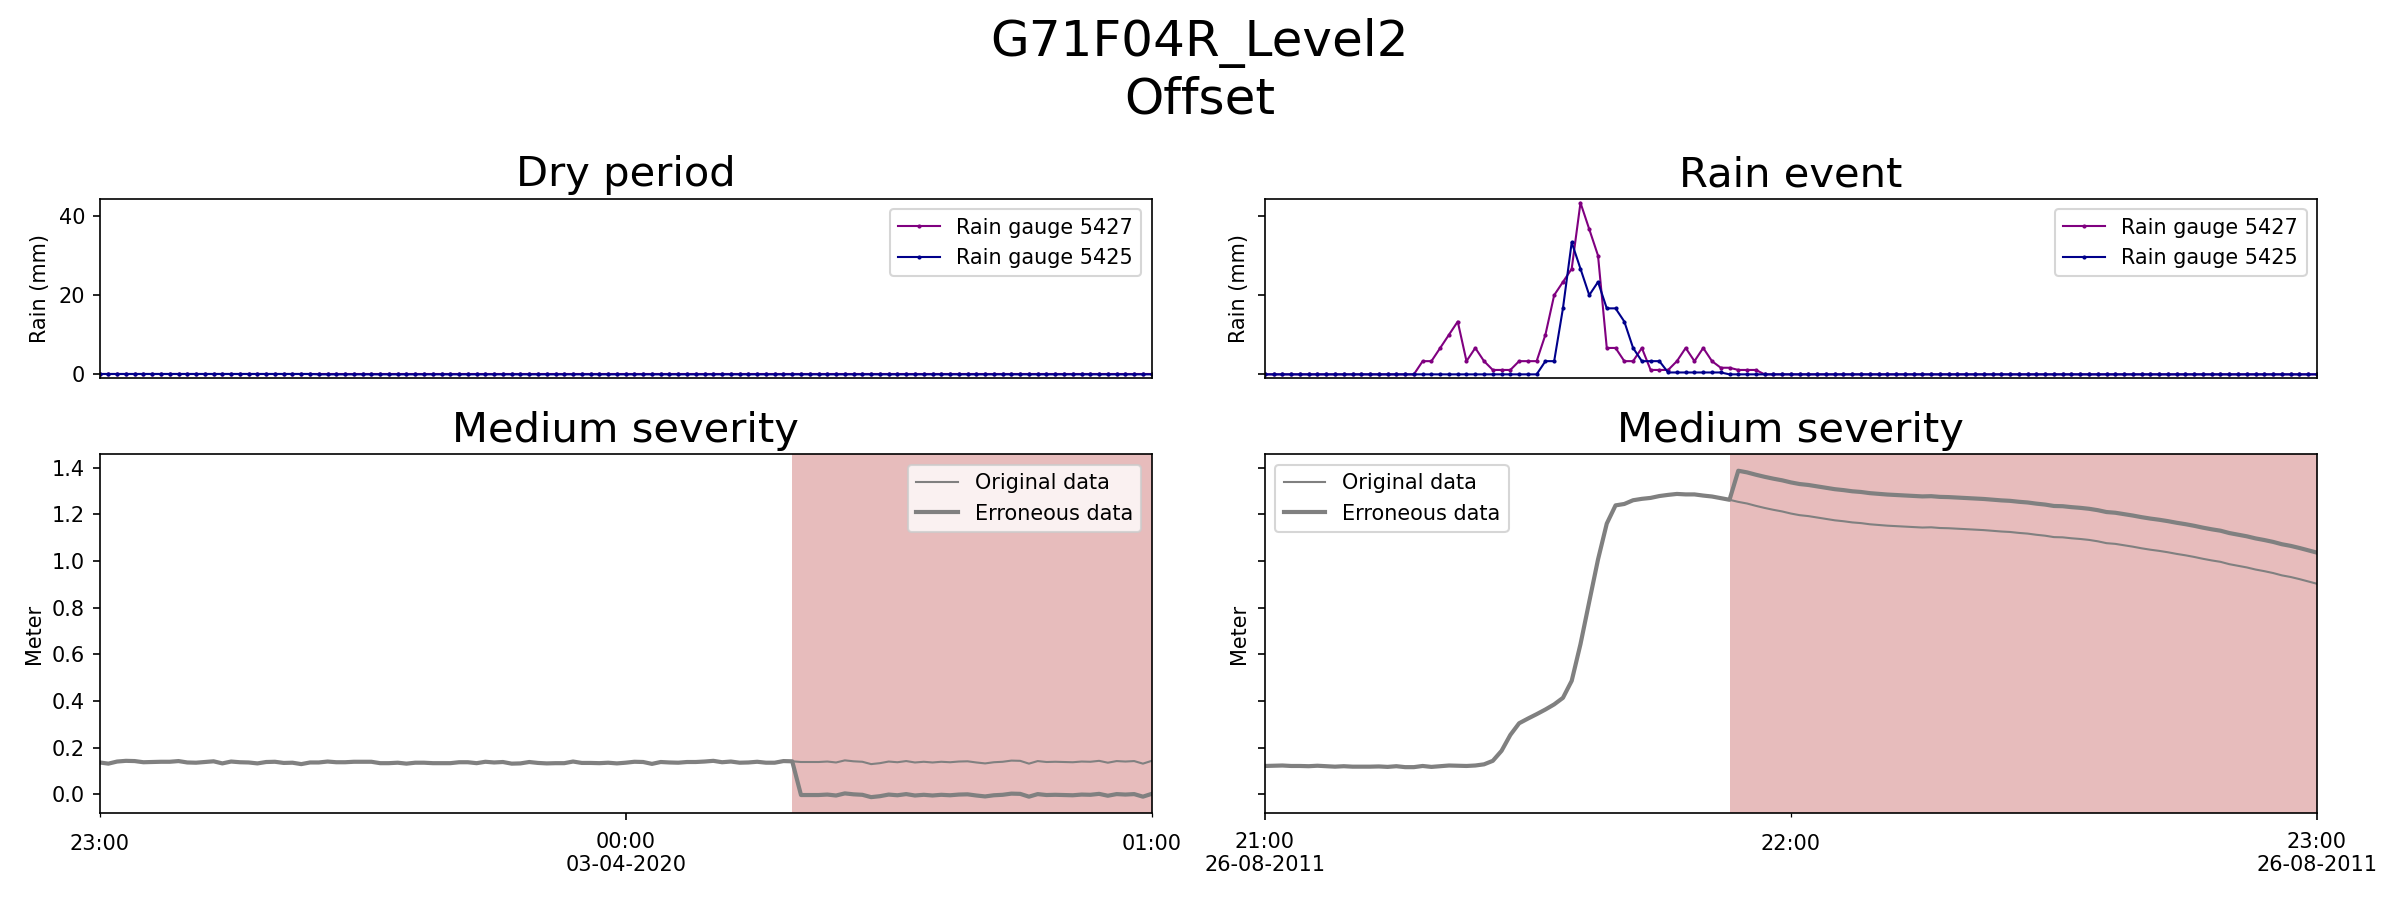 G71F04R_Level2
Offset
Dry period
Rain event
Rain (mm)
40
20
0
Rain gauge 5427
Rain gauge 5425
Rain (mm)
Rain gauge 5427
Rain gauge 5425
Medium severity
Medium severity
Meter
1.4
1.2
1.0
0.8
0.6
0.4
0.2
0.0
Original data
Erroneous data
23:00
00:00
03-04-2020
01:00
Meter
Original data
Erroneous data
21:00
26-08-2011
22:00
23:00
26-08-2011